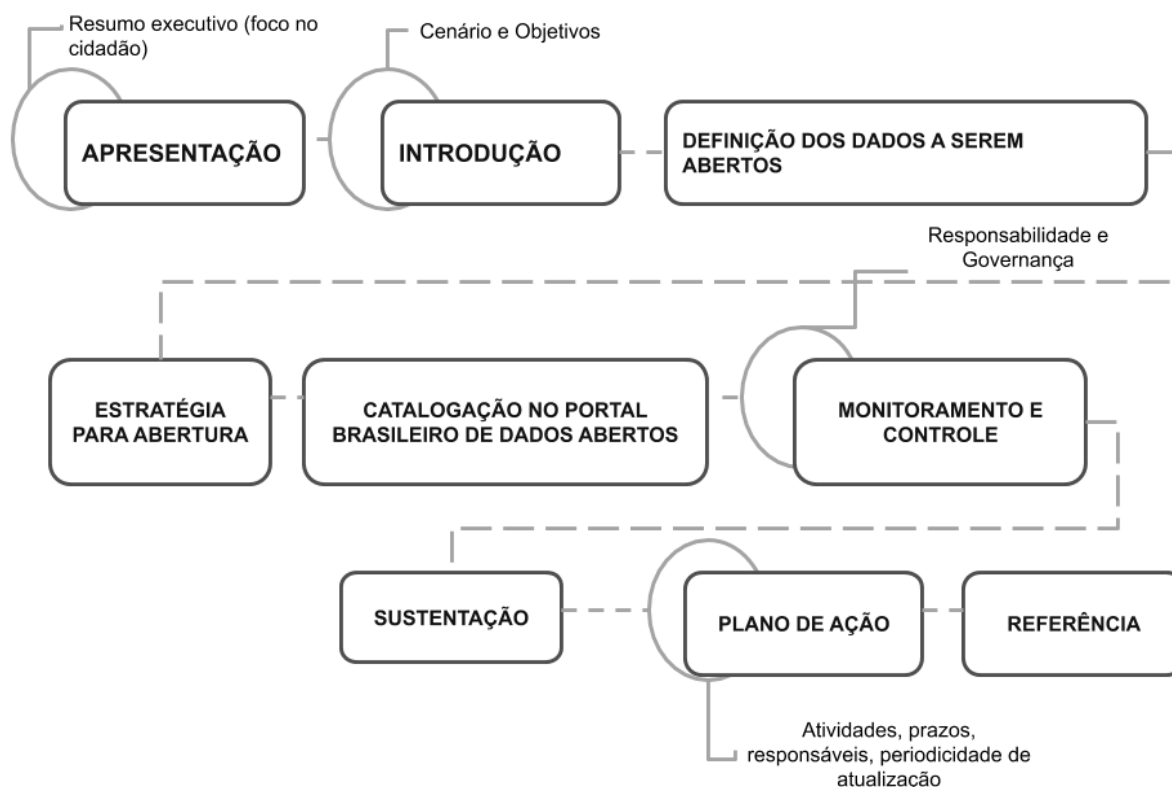 Resumo executivo (foco no
cidadão)
Cenário e Objetivos
APRESENTAÇÃO
INTRODUÇÃO
DEFINIÇÃO DOS DADOS A SEREM
ABERTOS
Responsabilidade e
Governança
ESTRATÉGIA
PARA ABERTURA
CATALOGAÇÃO NO PORTAL
BRASILEIRO DE DADOS ABERTOS
MONITORAMENTO E
CONTROLE
SUSTENTAÇÃO
PLANO DE AÇÃO
REFERÊNCIA
Atividades, prazos,
responsáveis, periodicidade de
atualização